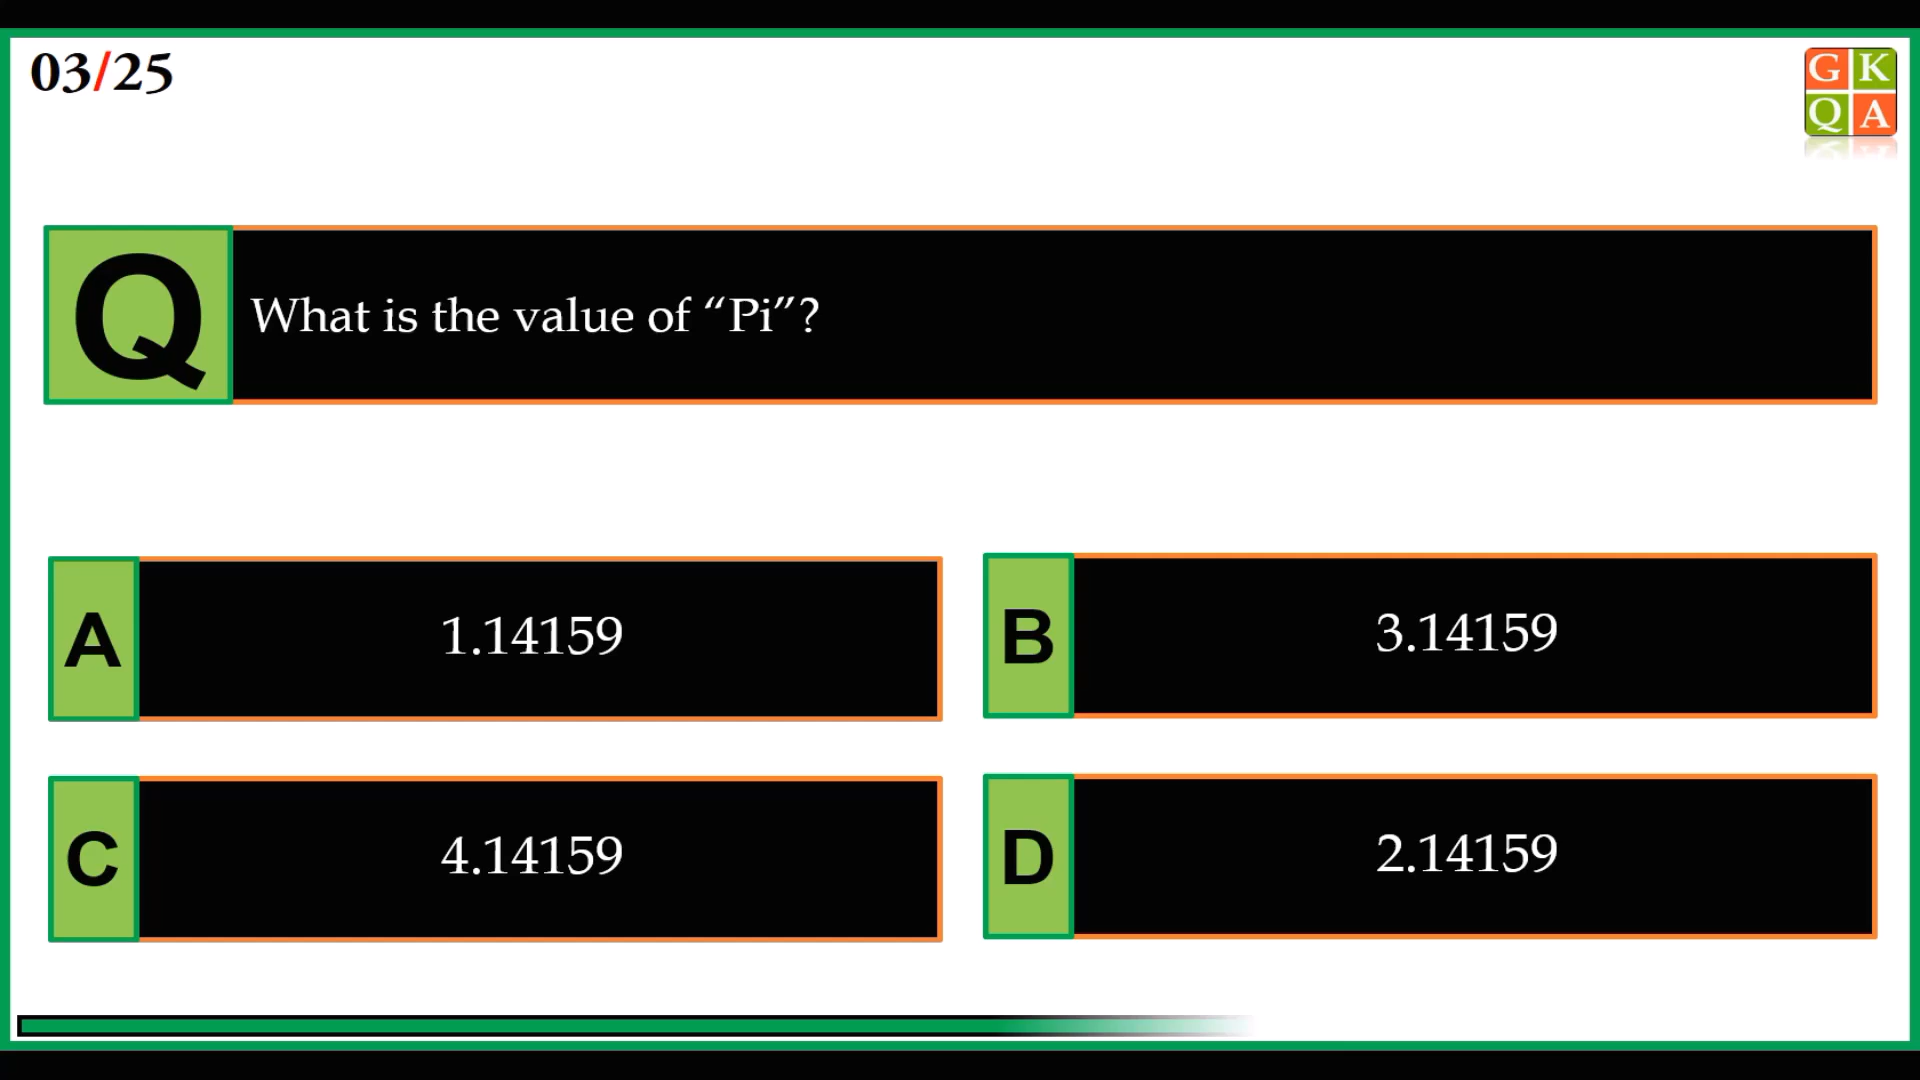 03/25
G K
Q A
Q
What is the value of “Pi”?
A
1.14159
B
3.14159
C
4.14159
D
2.14159